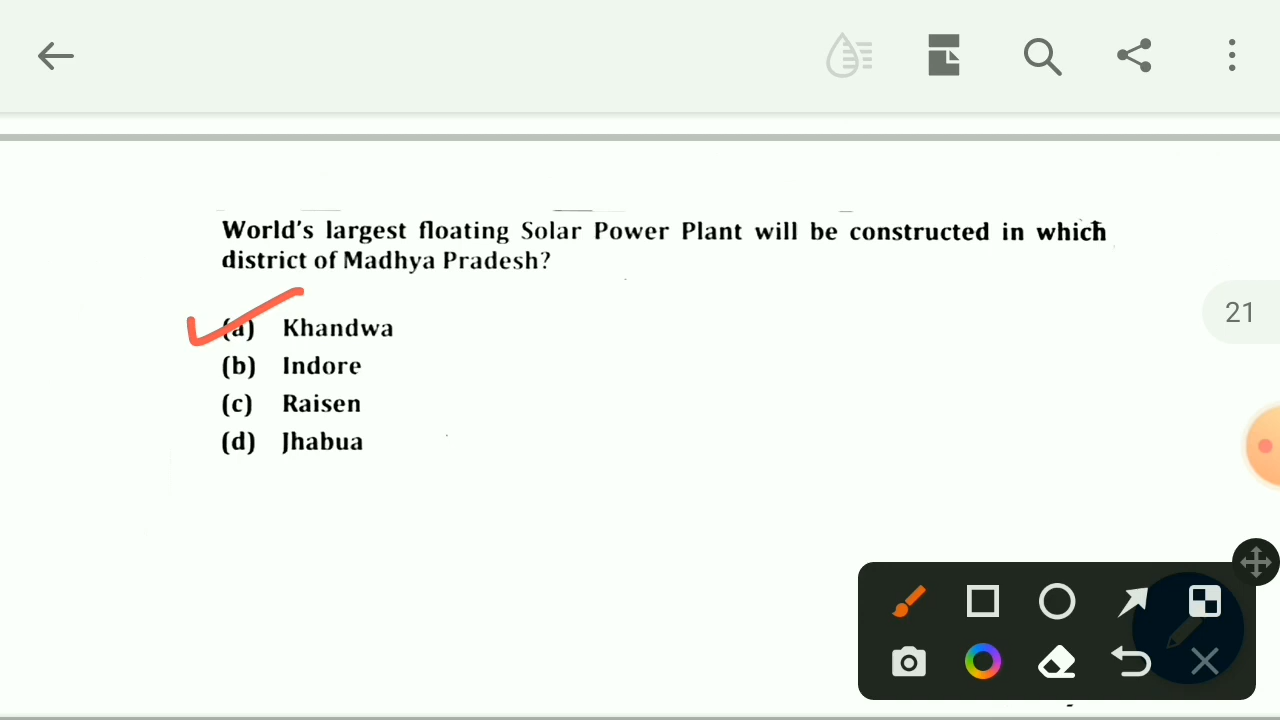 World's largest floating Solar Power Plant will be constructed in which
district of Madhya Pradesh?
(a) Khandwa
(b) Indore
(c) Raisen
(d) Jhabua
21